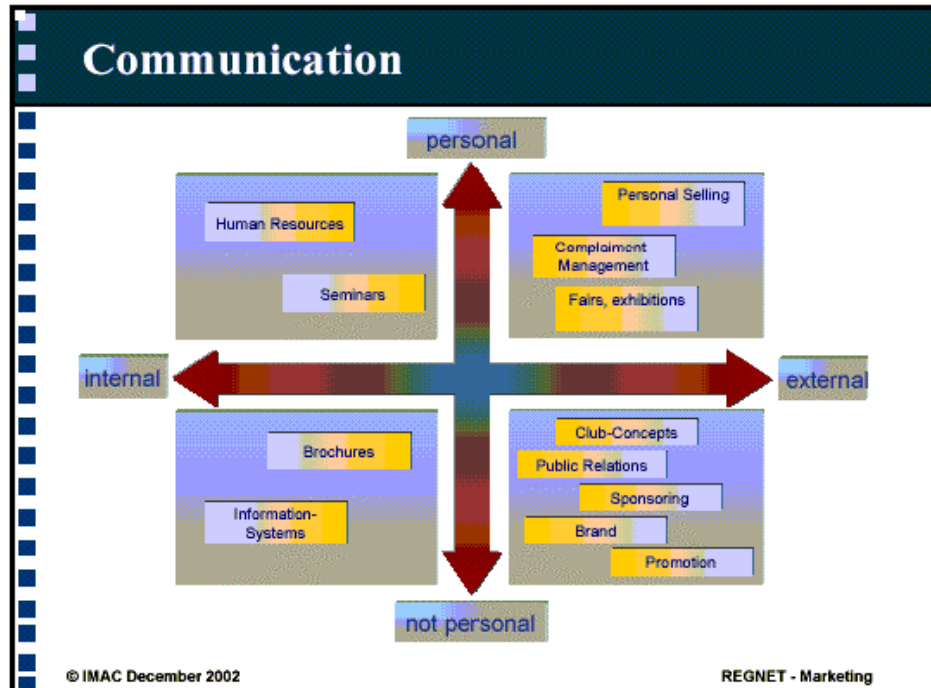 Communication
personal
Human Resources
Seminars
Personal Selling
Complaiment
Management
Fairs, exhibitions
internal
external
Brochures
Information-
Systems
Club-Concepts
Public Relations
Sponsoring
Brand
Promotion
not personal
© IMAC December 2002
REGNET - Marketing